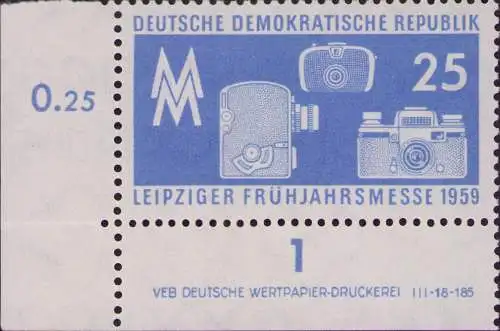 DEUTSCHE DEMOKRATISCHE REPUBLIK
MM
25
0.25
LEIPZIGER FRÜHJAHRSMESSE 1959
1
VEB DEUTSCHE WERTPAPIER-DRUCKEREI III-18-185